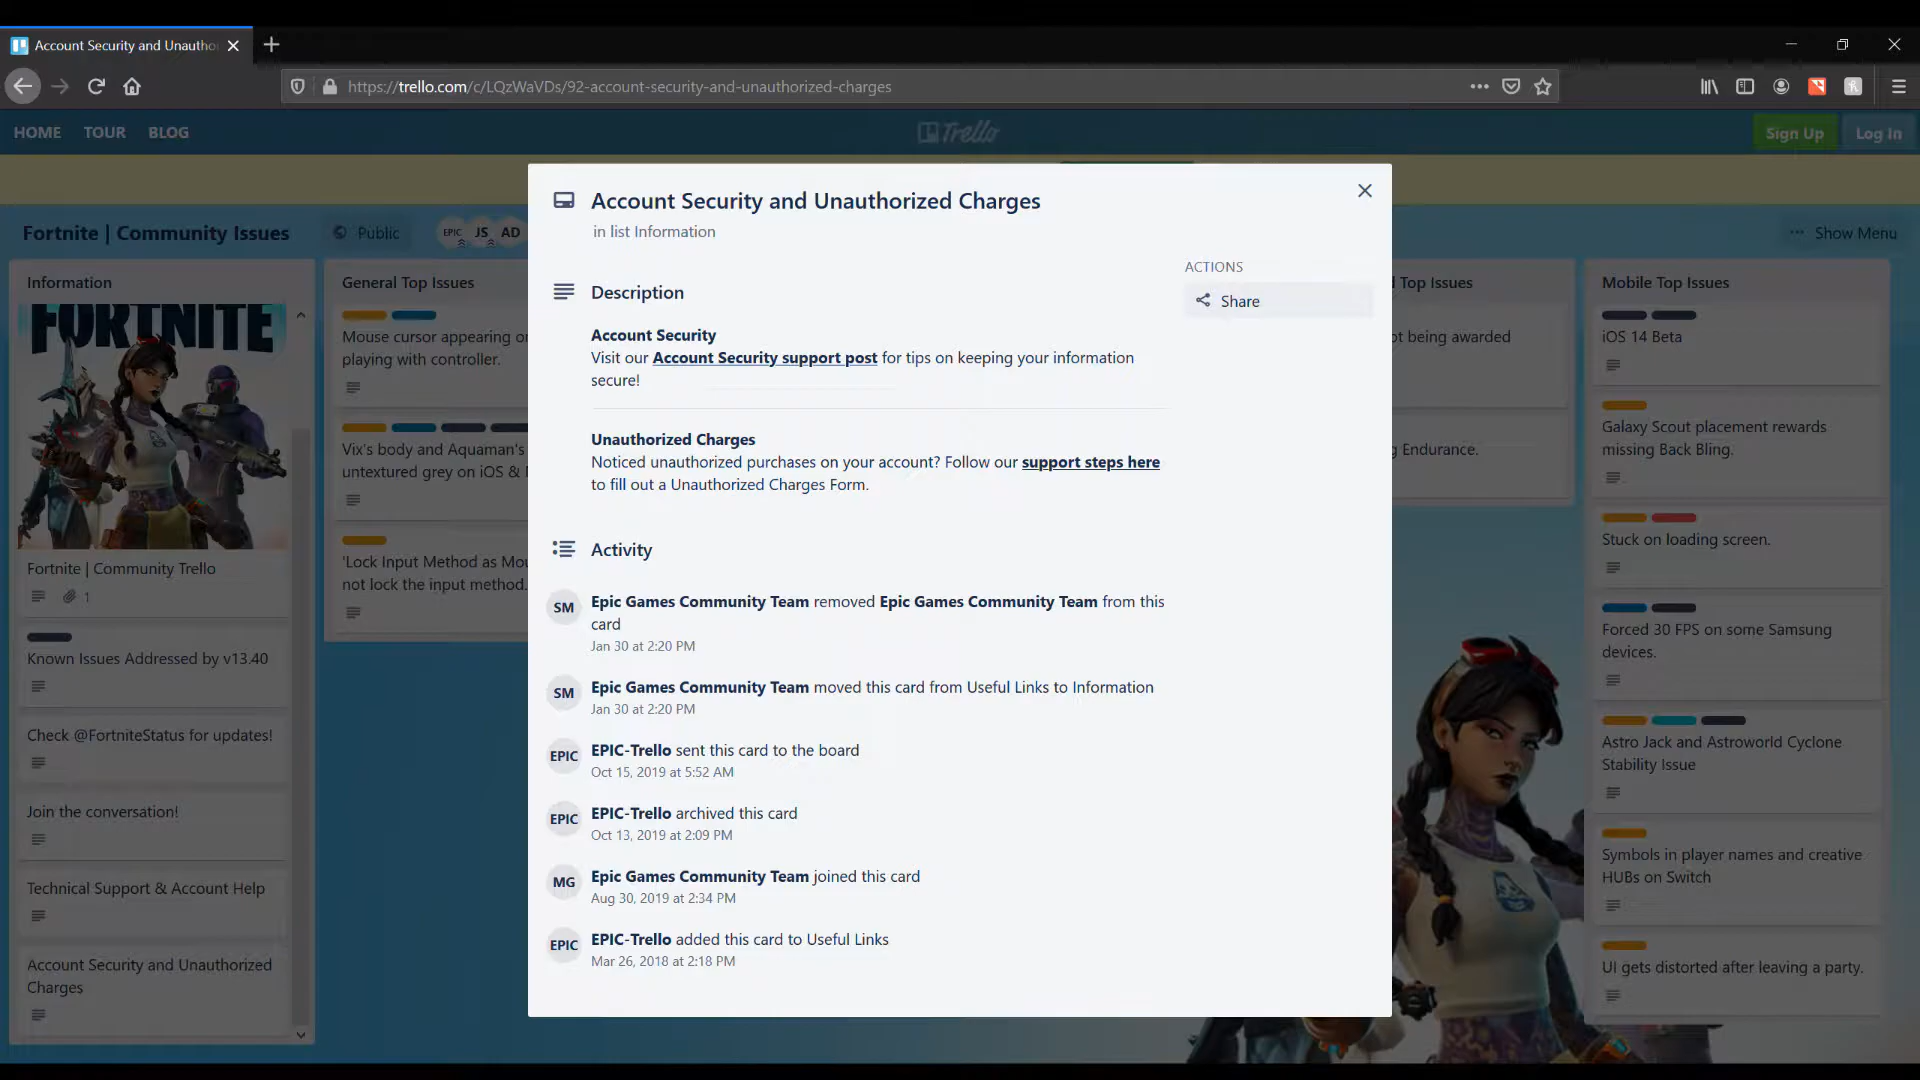 Account Security and Unautho
https://trello.com/c/LQzWaVDs/92-account-security-and-unauthorized-charges
HOME TOUR BLOG
Trello
Sign Up Log In
Fortnite | Community Issues
Public
EPIC JS AD
Show Menu
Information
FORTNITE
Fortnite | Community Trello
1
Known Issues Addressed by v13.40
Check @FortniteStatus for updates!
Join the conversation!
Technical Support & Account Help
Account Security and Unauthorized
Charges
General Top Issues
Mouse cursor appearing
playing with controller.
Vix's body and Aquaman's
untextured grey on iOS &
'Lock Input Method as Mou
not lock the input method.
Account Security and Unauthorized Charges
in list Information
Description
Account Security
Visit our Account Security support post for tips on keeping your information
secure!
Unauthorized Charges
Noticed unauthorized purchases on your account? Follow our support steps here
to fill out a Unauthorized Charges Form.
Activity
SM
Epic Games Community Team removed Epic Games Community Team from this
card
Jan 30 at 2:20 PM
SM
Epic Games Community Team moved this card from Useful Links to Information
Jan 30 at 2:20 PM
EPIC
EPIC-Trello sent this card to the board
Oct 15, 2019 at 5:52 AM
EPIC
EPIC-Trello archived this card
Oct 13, 2019 at 2:09 PM
MG
Epic Games Community Team joined this card
Aug 30, 2019 at 2:34 PM
EPIC
EPIC-Trello added this card to Useful Links
Mar 26, 2018 at 2:18 PM
ACTIONS
Share
Top Issues
ot being awarded
g Endurance.
Mobile Top Issues
iOS 14 Beta
Galaxy Scout placement rewards
missing Back Bling.
Stuck on loading screen.
Forced 30 FPS on some Samsung
devices.
Astro Jack and Astroworld Cyclone
Stability Issue
Symbols in player names and creative
HUBs on Switch
UI gets distorted after leaving a party.